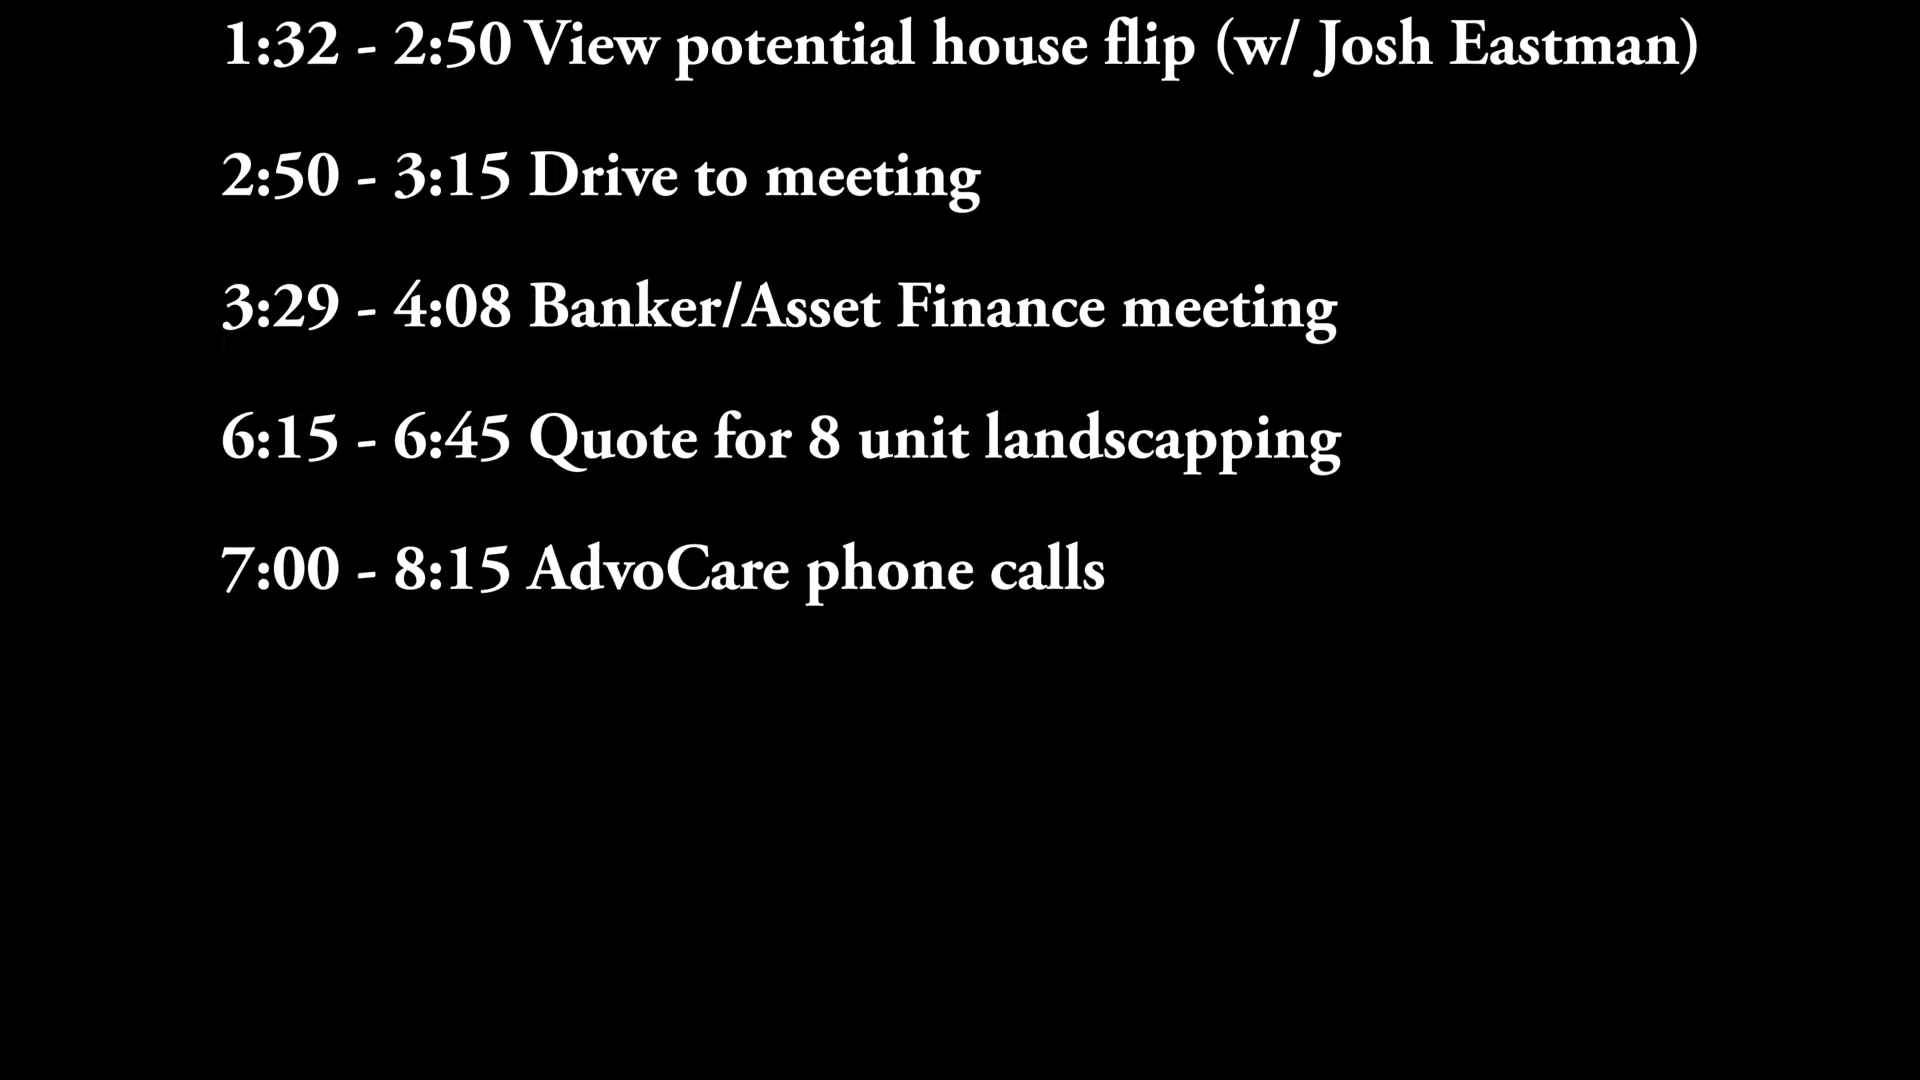 1:32 - 2:50 View potential house flip (w/ Josh Eastman)
2:50 - 3:15 Drive to meeting
3:29 - 4:08 Banker/Asset Finance meeting
6:15 - 6:45 Quote for 8 unit landscapping
7:00 - 8:15 AdvoCare phone calls